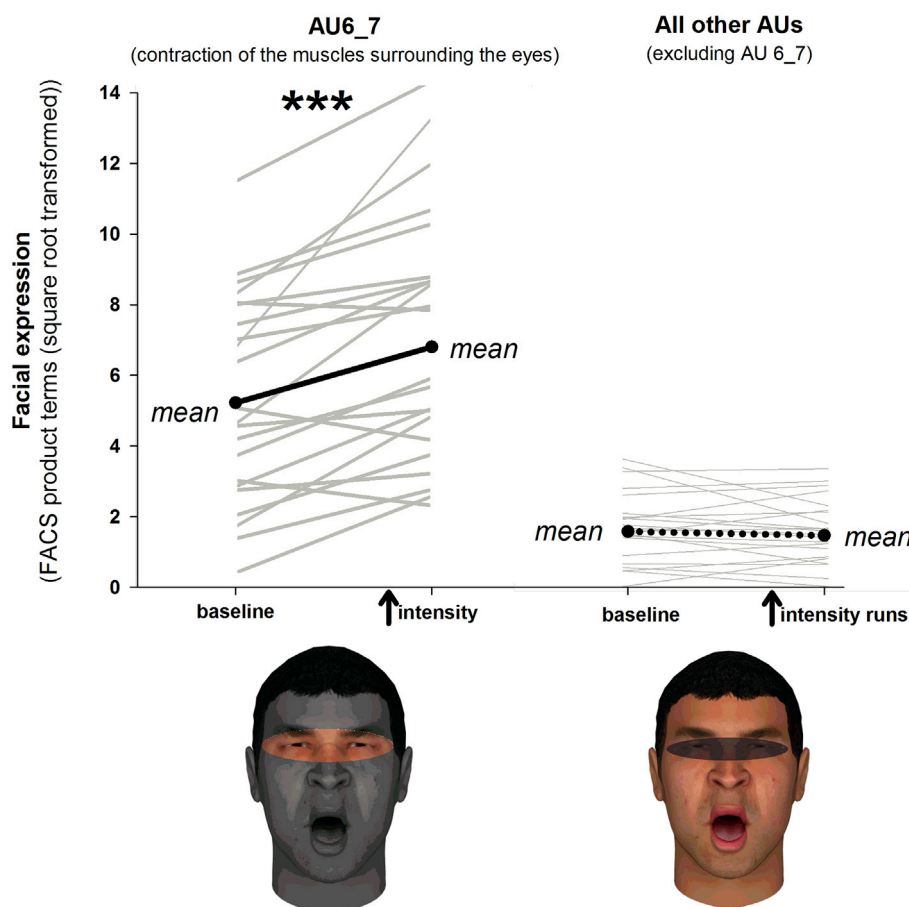 AU6_7
(contraction of the muscles surrounding the eyes)
All other AUs
(excluding AU 6_7)
Facial expression
(FACS product terms (square root transformed))
14
12
10
8
6
4
2
0
***
mean
mean
mean
mean
baseline
↑intensity
baseline
↑intensity runs